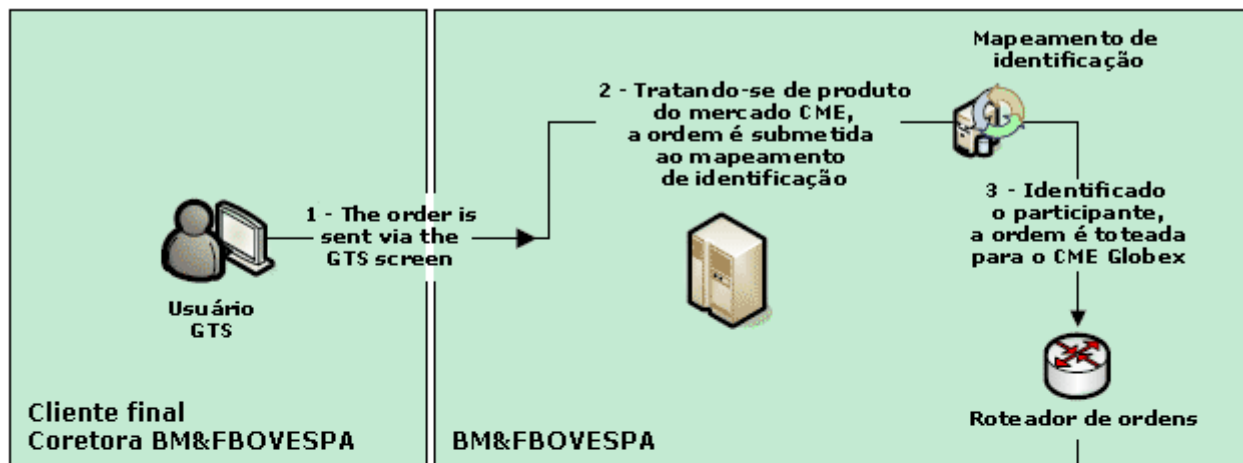 Mapeamento de
identificação
2 - Tratando-se de produto
do mercado CME,
a ordem é submetida
ao mapeamento
de identificação
3 - Identificado
o participante,
a ordem é toteada
para o CME Globex
1 - The order is
sent via the
GTS screen
Usuário
GTS
Cliente final
Coretora BM&FBOVESPA
BM&FBOVESPA
Roteador de ordens